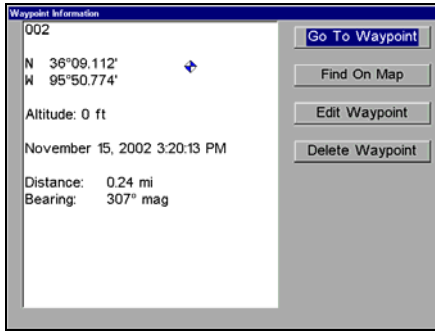 Waypoint Information
002
N 36°09.112'
W 95°50.774'
Altitude: 0 ft
November 15, 2002 3:20:13 PM
Distance: 0.24 mi
Bearing: 307° mag
Go To Waypoint
Find On Map
Edit Waypoint
Delete Waypoint